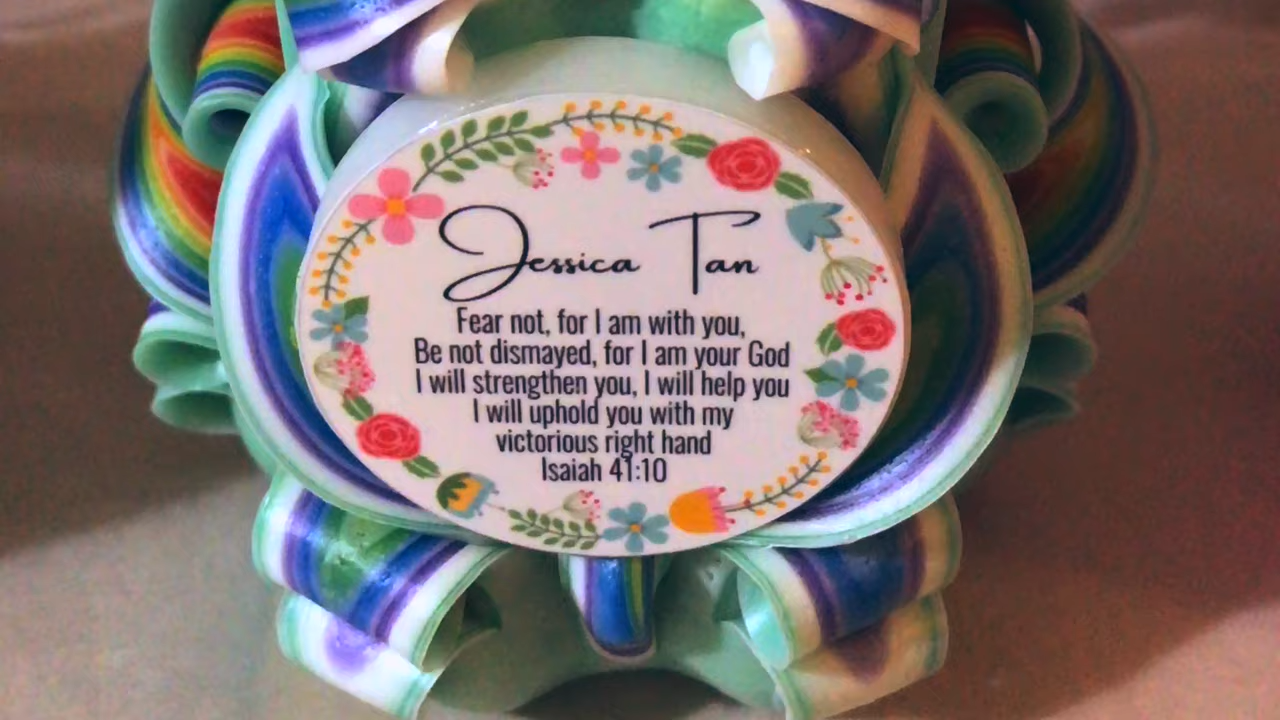 Jessica Tan
Fear not, for I am with you,
Be not dismayed, for I am your God
I will strengthen you, I will help you
I will uphold you with my
victorious right hand
Isaiah 41:10